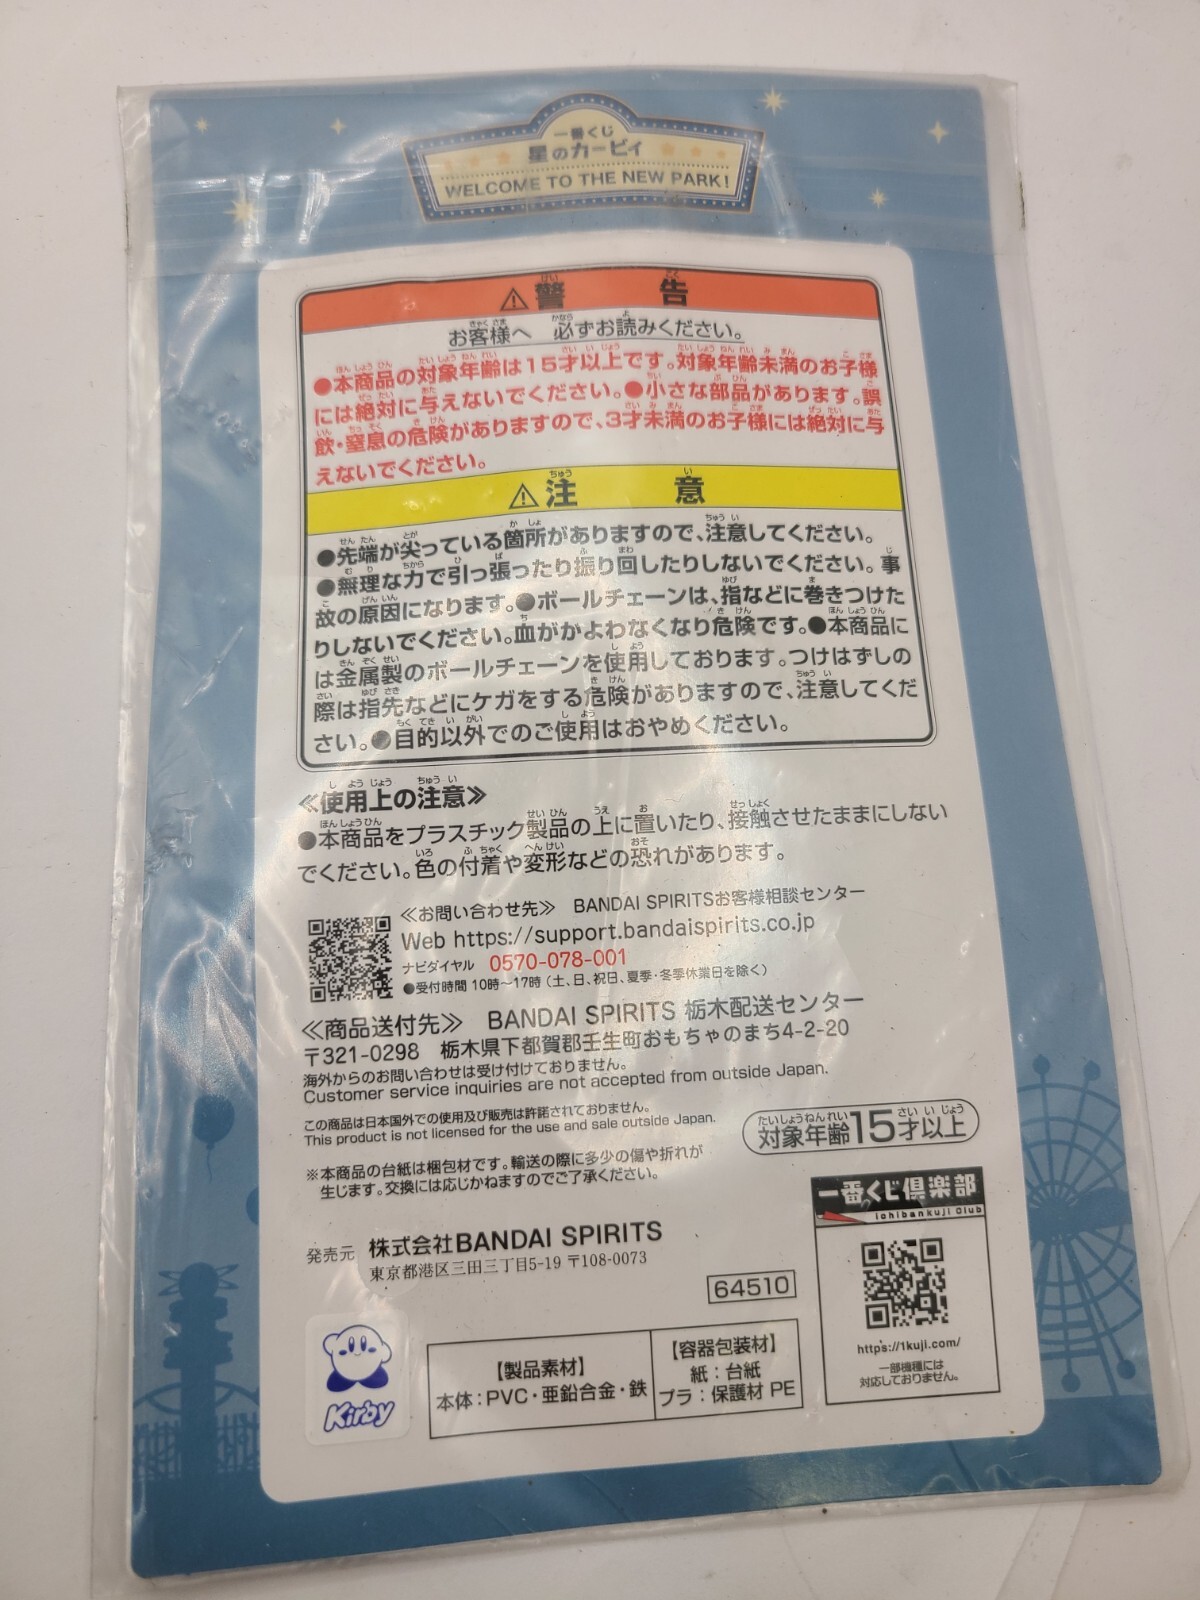 一番くじ
星のカービィ
WELCOME TO THE NEW PARK!
⚠警告
お客様へ 必ずお読みください。
●本商品の対象年齢は15才以上です。対象年齢未満のお子様
には絶対に与えないでください。●小さな部品があります。誤
飲・窒息の危険がありますので、3才未満のお子様には絶対に与
えないでください。
⚠注意
●先端が尖っている箇所がありますので、注意してください。
●無理な力で引っ張ったり振り回したりしないでください。事
故の原因になります。●ボールチェーンは、指などに巻きつけた
りしないでください。血がかよわなくなり危険です。●本商品に
は金属製のボールチェーンを使用しております。つけはずしの
際は指先などにケガをする危険がありますので、注意してくだ
さい。●目的以外でのご使用はおやめください。
≪使用上の注意≫
●本商品をプラスチック製品の上に置いたり、接触させたままにしない
でください。色の付着や変形などの恐れがあります。
≪お問い合わせ先≫ BANDAI SPIRITSお客様相談センター
Web https://support.bandaispirits.co.jp
ナビダイヤル 0570-078-001
●受付時間 10時〜17時（土、日、祝日、夏季・冬季休業日を除く）
≪商品送付先≫ BANDAI SPIRITS 栃木配送センター
〒321-0298 栃木県下都賀郡壬生町おもちゃのまち4-2-20
海外からのお問い合わせは受け付けておりません。
Customer service inquiries are not accepted from outside Japan.
この商品は日本国外での使用及び販売は許諾されておりません。
This product is not licensed for the use and sale outside Japan.
対象年齢15才以上
※本商品の台紙は梱包材です。輸送の際に多少の傷や折れが
生じます。交換には応じかねますのでご了承ください。
発売元 株式会社BANDAI SPIRITS
東京都港区三田三丁目5-19 〒108-0073
64510
一番くじ倶楽部
ichibankuji Club
https://1kuji.com/
一部機種には
対応しておりません。
Kirby
【製品素材】
本体：PVC・亜鉛合金・鉄
【容器包装材】
紙：台紙
プラ：保護材 PE